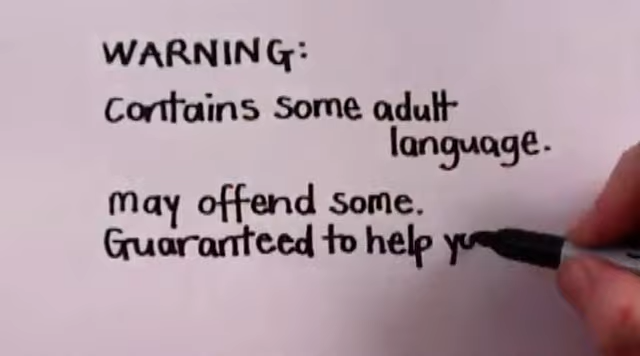 WARNING:
Contains some adult
language.
may offend some.
Guaranteed to help